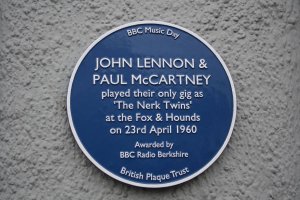 BBC Music Day
JOHN LENNON &
PAUL McCARTNEY
played their only gig as
'The Nerk Twins'
at the Fox & Hounds
on 23rd April 1960
Awarded by
BBC Radio Berkshire
British Plaque Trust